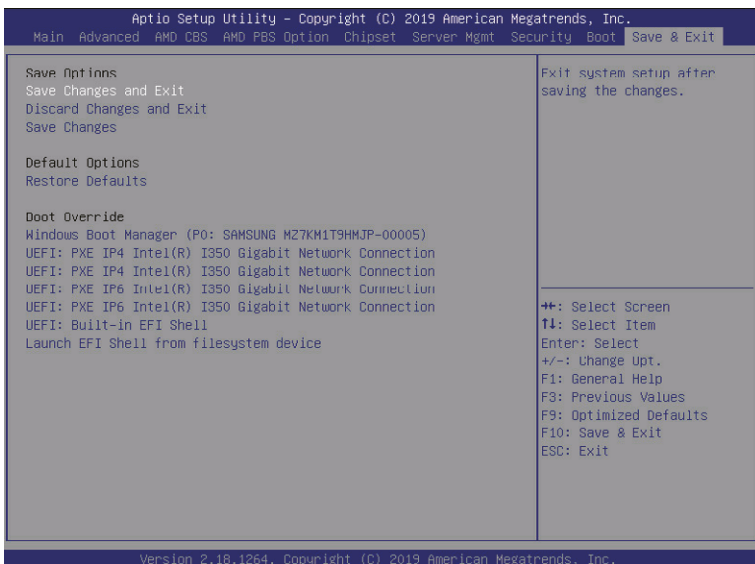 Aptio Setup Utility – Copyright (C) 2019 American Megatrends, Inc.
Main Advanced AMD CBS AMD PBS Option Chipset Server Mgmt Security Boot Save & Exit
Save Options
Save Changes and Exit
Discard Changes and Exit
Save Changes
Default Options
Restore Defaults
Boot Override
Windows Boot Manager (P0: SAMSUNG MZ7KM1T9HMJP-00005)
UEFI: PXE IP4 Intel(R) I350 Gigabit Network Connection
UEFI: PXE IP4 Intel(R) I350 Gigabit Network Connection
UEFI: PXE IP6 Intel(R) I350 Gigabit Network Connection
UEFI: PXE IP6 Intel(R) I350 Gigabit Network Connection
UEFI: Built-in EFI Shell
Launch EFI Shell from filesystem device
Exit system setup after
saving the changes.
→←: Select Screen
↑↓: Select Item
Enter: Select
+/-: Change Opt.
F1: General Help
F3: Previous Values
F9: Optimized Defaults
F10: Save & Exit
ESC: Exit
Version 2.18.1264. Copyright (C) 2019 American Megatrends, Inc.